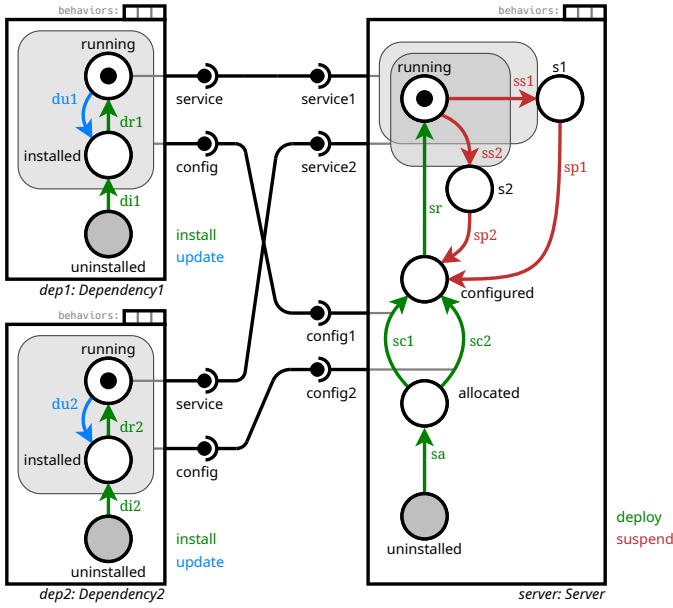 behaviors:
running
du1
dr1
installed
di1
uninstalled
dep1: Dependency1
service
config
install
update
behaviors:
running
du2
dr2
installed
di2
uninstalled
dep2: Dependency2
service
config
install
update
service1
service2
config1
config2
behaviors:
running
s1
ss1
ss2
s2
sp1
sr
sp2
configured
sc1
sc2
allocated
sa
uninstalled
server: Server
deploy
suspend